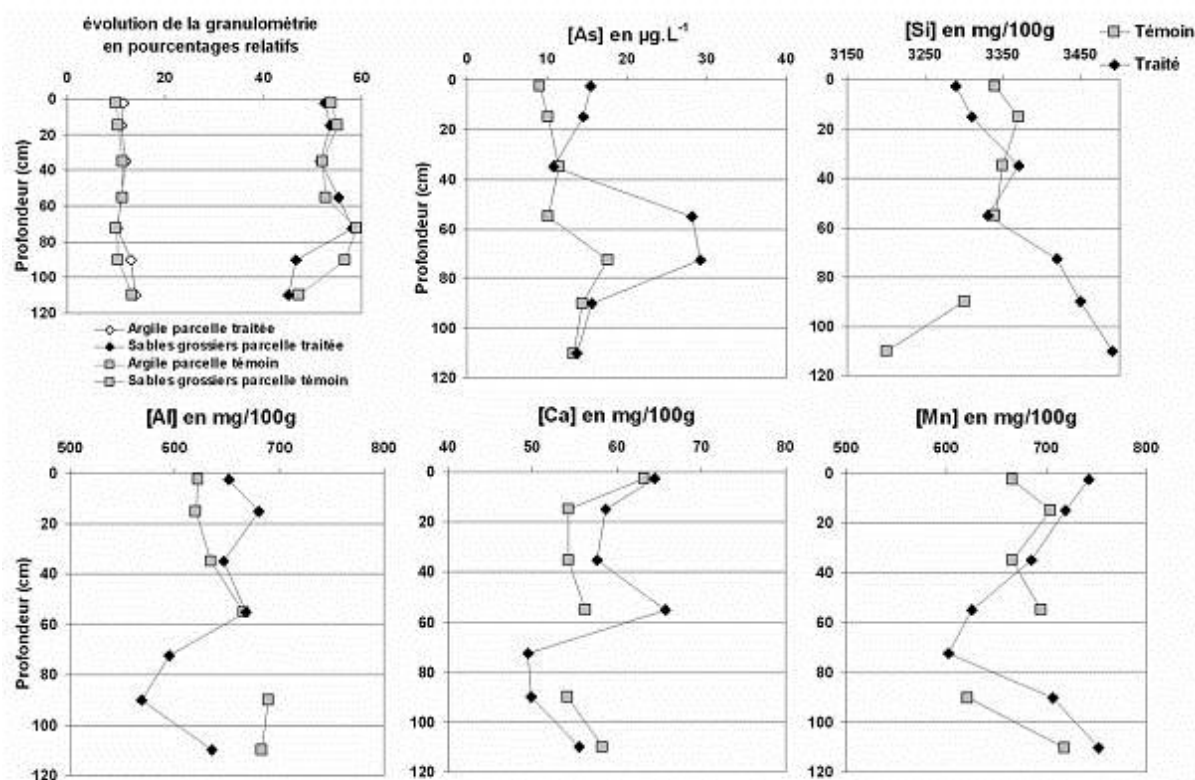 évolution de la granulométrie
en pourcentages relatifs
0 20 40 60
0
20
40
60
80
100
120
Profondeur (cm)
Argile parcelle traitée
Sables grossiers parcelle traitée
Argile parcelle témoin
Sables grossiers parcelle témoin
[As] en µg.L-1
0 10 20 30 40
0
20
40
60
80
100
120
Profondeur (cm)
[Si] en mg/100g
3150 3250 3350 3450
0
20
40
60
80
100
120
Témoin
Traité
[Al] en mg/100g
500 600 700 800
0
20
40
60
80
100
120
Profondeur (cm)
[Ca] en mg/100g
40 50 60 70 80
0
20
40
60
80
100
120
[Mn] en mg/100g
500 600 700 800
0
20
40
60
80
100
120